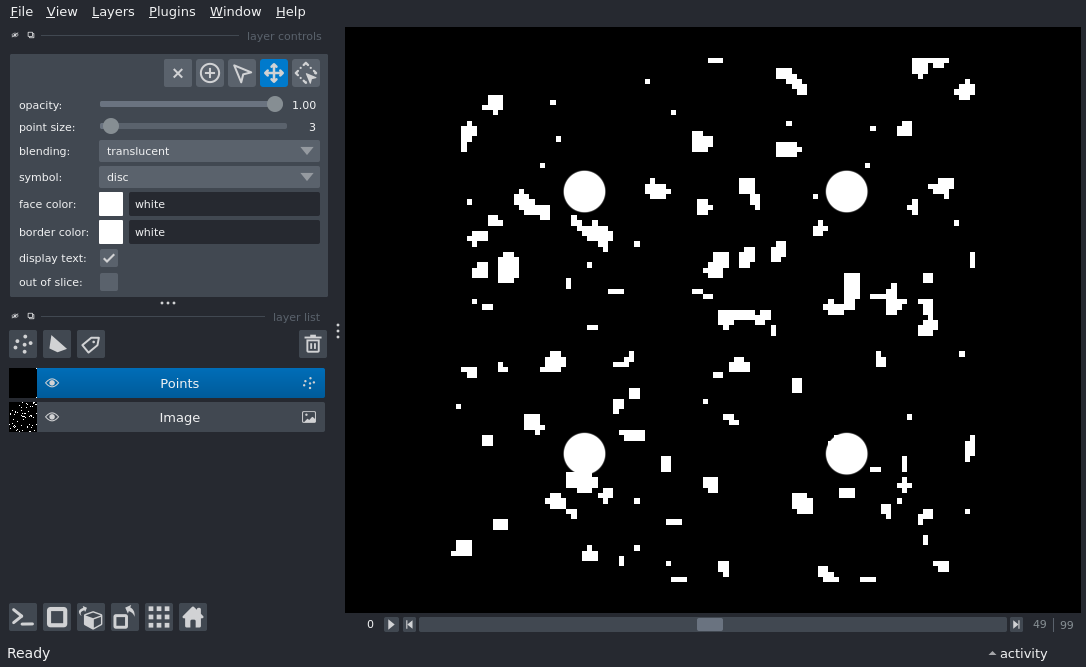 File View Layers Plugins Window Help
layer controls
opacity: 1.00
point size: 3
blending: translucent
symbol: disc
face color: white
border color: white
display text:
out of slice:
layer list
Points
Image
0 49 | 99
Ready activity